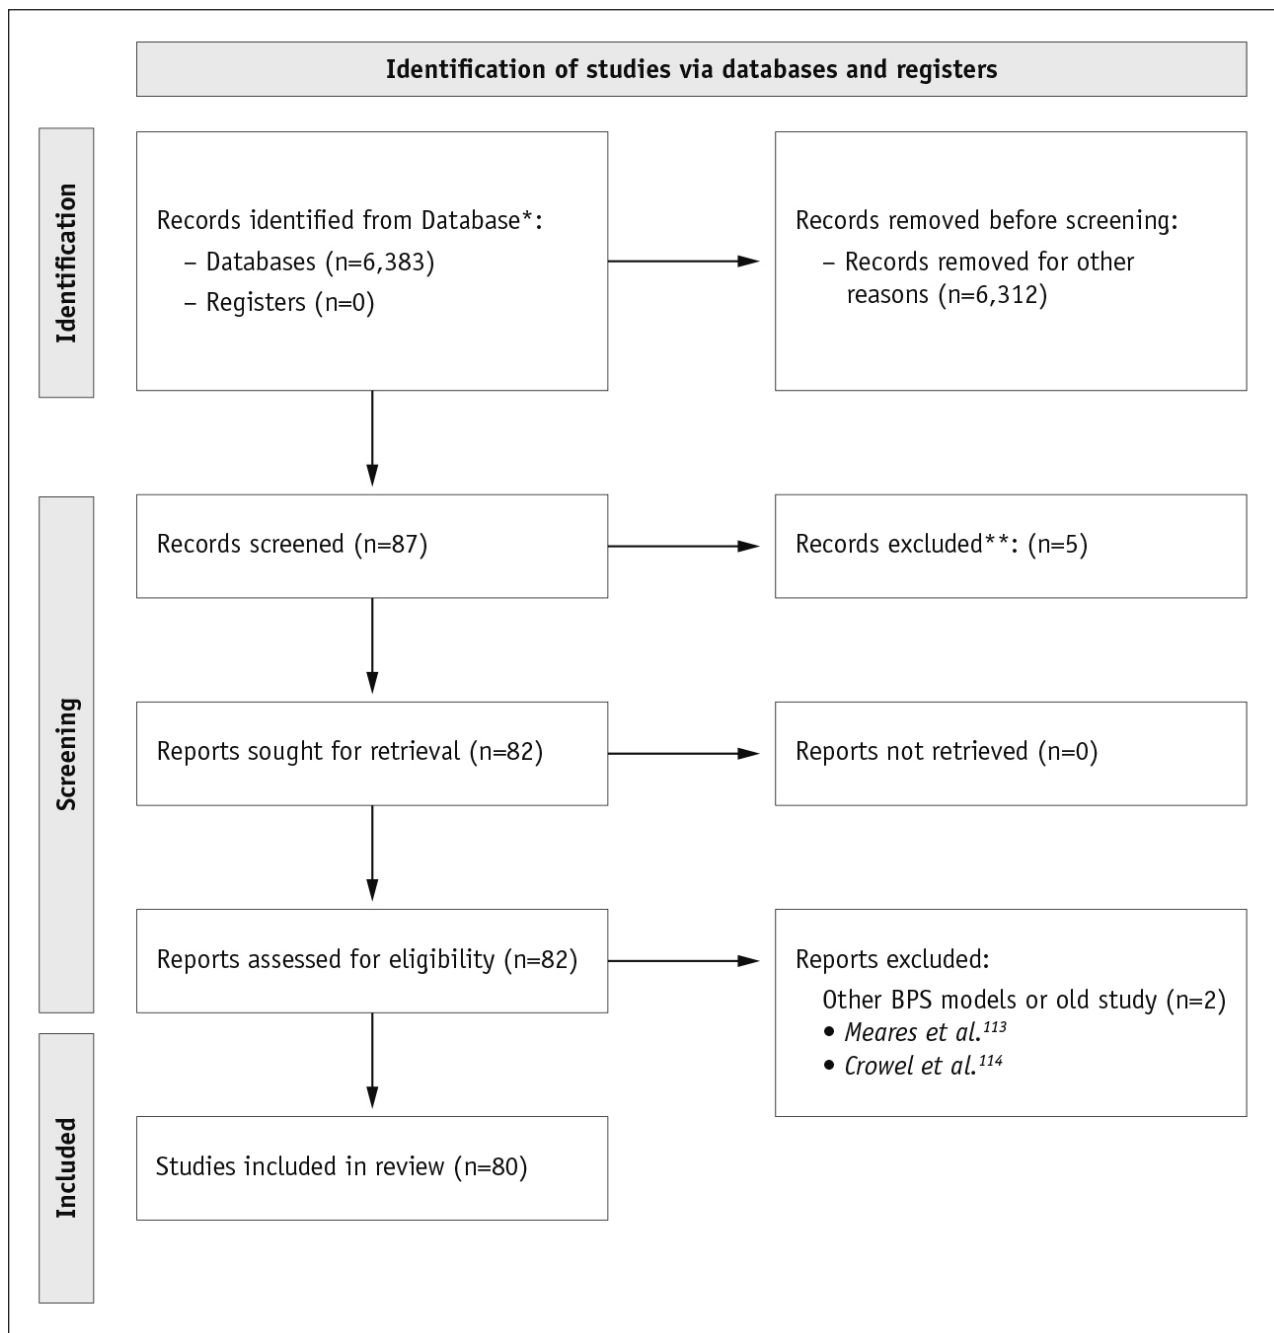 Identification of studies via databases and registers
Identification
Records identified from Database*:
– Databases (n=6,383)
– Registers (n=0)
Records removed before screening:
– Records removed for other
reasons (n=6,312)
Screening
Records screened (n=87)
Records excluded**: (n=5)
Reports sought for retrieval (n=82)
Reports not retrieved (n=0)
Reports assessed for eligibility (n=82)
Reports excluded:
Other BPS models or old study (n=2)
• Meares et al.113
• Crowel et al.114
Included
Studies included in review (n=80)